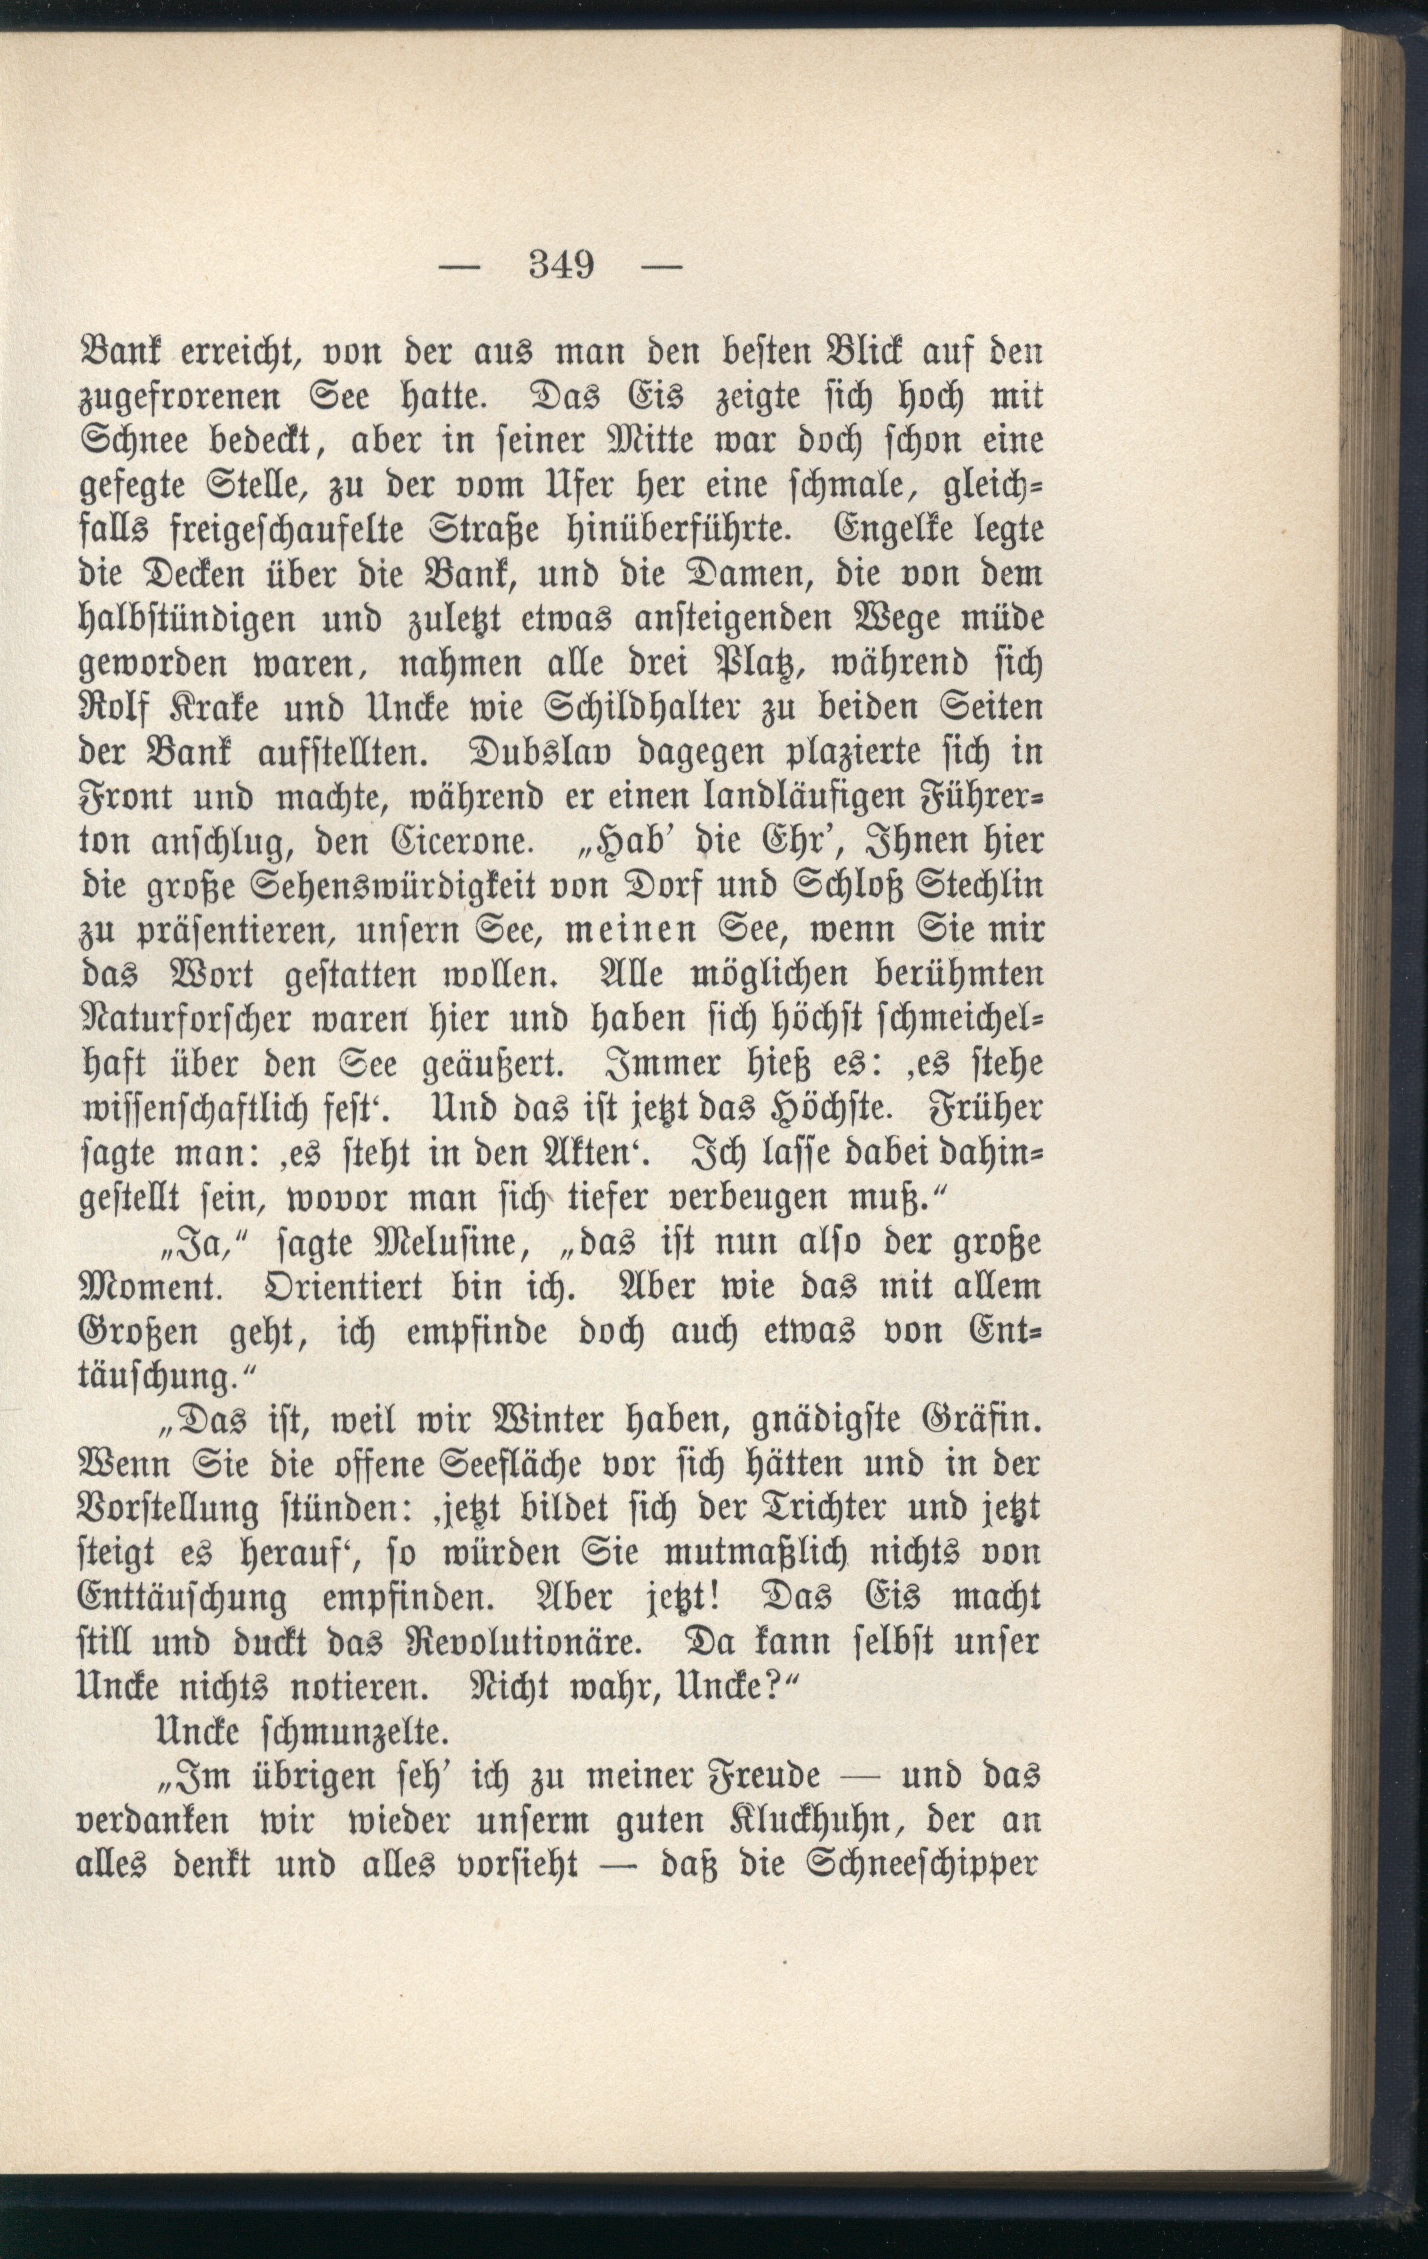 — 349 —
Bank erreicht, von der aus man den besten Blick auf den
zugefrorenen See hatte. Das Eis zeigte sich hoch mit
Schnee bedeckt, aber in seiner Mitte war doch schon eine
gefegte Stelle, zu der vom Ufer her eine schmale, gleich-
falls freigeschaufelte Straße hinüberführte. Engelke legte
die Decken über die Bank, und die Damen, die von dem
halbstündigen und zuletzt etwas ansteigenden Wege müde
geworden waren, nahmen alle drei Platz, während sich
Rolf Krake und Uncke wie Schildhalter zu beiden Seiten
der Bank aufstellten. Dubslav dagegen plazierte sich in
Front und machte, während er einen landläufigen Führer-
ton anschlug, den Cicerone. „Hab’ die Ehr’, Ihnen hier
die große Sehenswürdigkeit von Dorf und Schloß Stechlin
zu präsentieren, unsern See, meinen See, wenn Sie mir
das Wort gestatten wollen. Alle möglichen berühmten
Naturforscher waren hier und haben sich höchst schmeichel-
haft über den See geäußert. Immer hieß es: ‚es stehe
wissenschaftlich fest‘. Und das ist jetzt das Höchste. Früher
sagte man: ‚es steht in den Akten‘. Ich lasse dabei dahin-
gestellt sein, wovor man sich tiefer verbeugen muß.“
„Ja,“ sagte Melusine, „das ist nun also der große
Moment. Orientiert bin ich. Aber wie das mit allem
Großen geht, ich empfinde doch auch etwas von Ent-
täuschung.“
„Das ist, weil wir Winter haben, gnädigste Gräfin.
Wenn Sie die offene Seefläche vor sich hätten und in der
Vorstellung stünden: ‚jetzt bildet sich der Trichter und jetzt
steigt es herauf‘, so würden Sie mutmaßlich nichts von
Enttäuschung empfinden. Aber jetzt! Das Eis macht
still und duckt das Revolutionäre. Da kann selbst unser
Uncke nichts notieren. Nicht wahr, Uncke?“
Uncke schmunzelte.
„Im übrigen seh’ ich zu meiner Freude — und das
verdanken wir wieder unserm guten Kluckhuhn, der an
alles denkt und alles vorsieht — daß die Schneeschipper